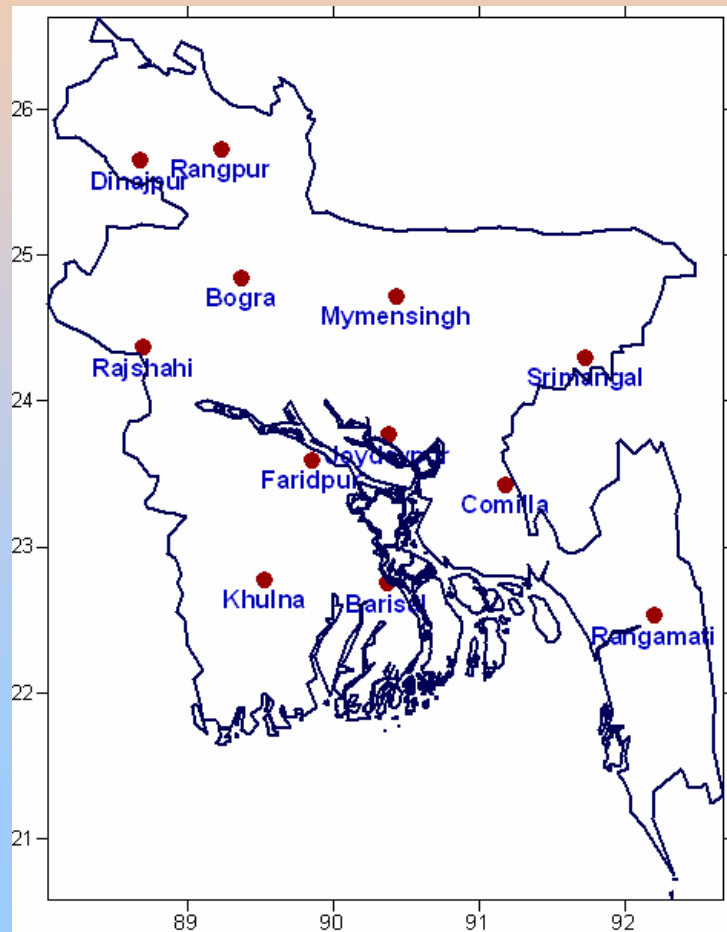 26
Rangpur
Dinajpur
25
Bogra
Mymensingh
Rajshahi
Srimangal
24
Joydevpur
Faridpur
Comilla
23
Khulna
Barisal
Rangamati
22
21
89 90 91 92